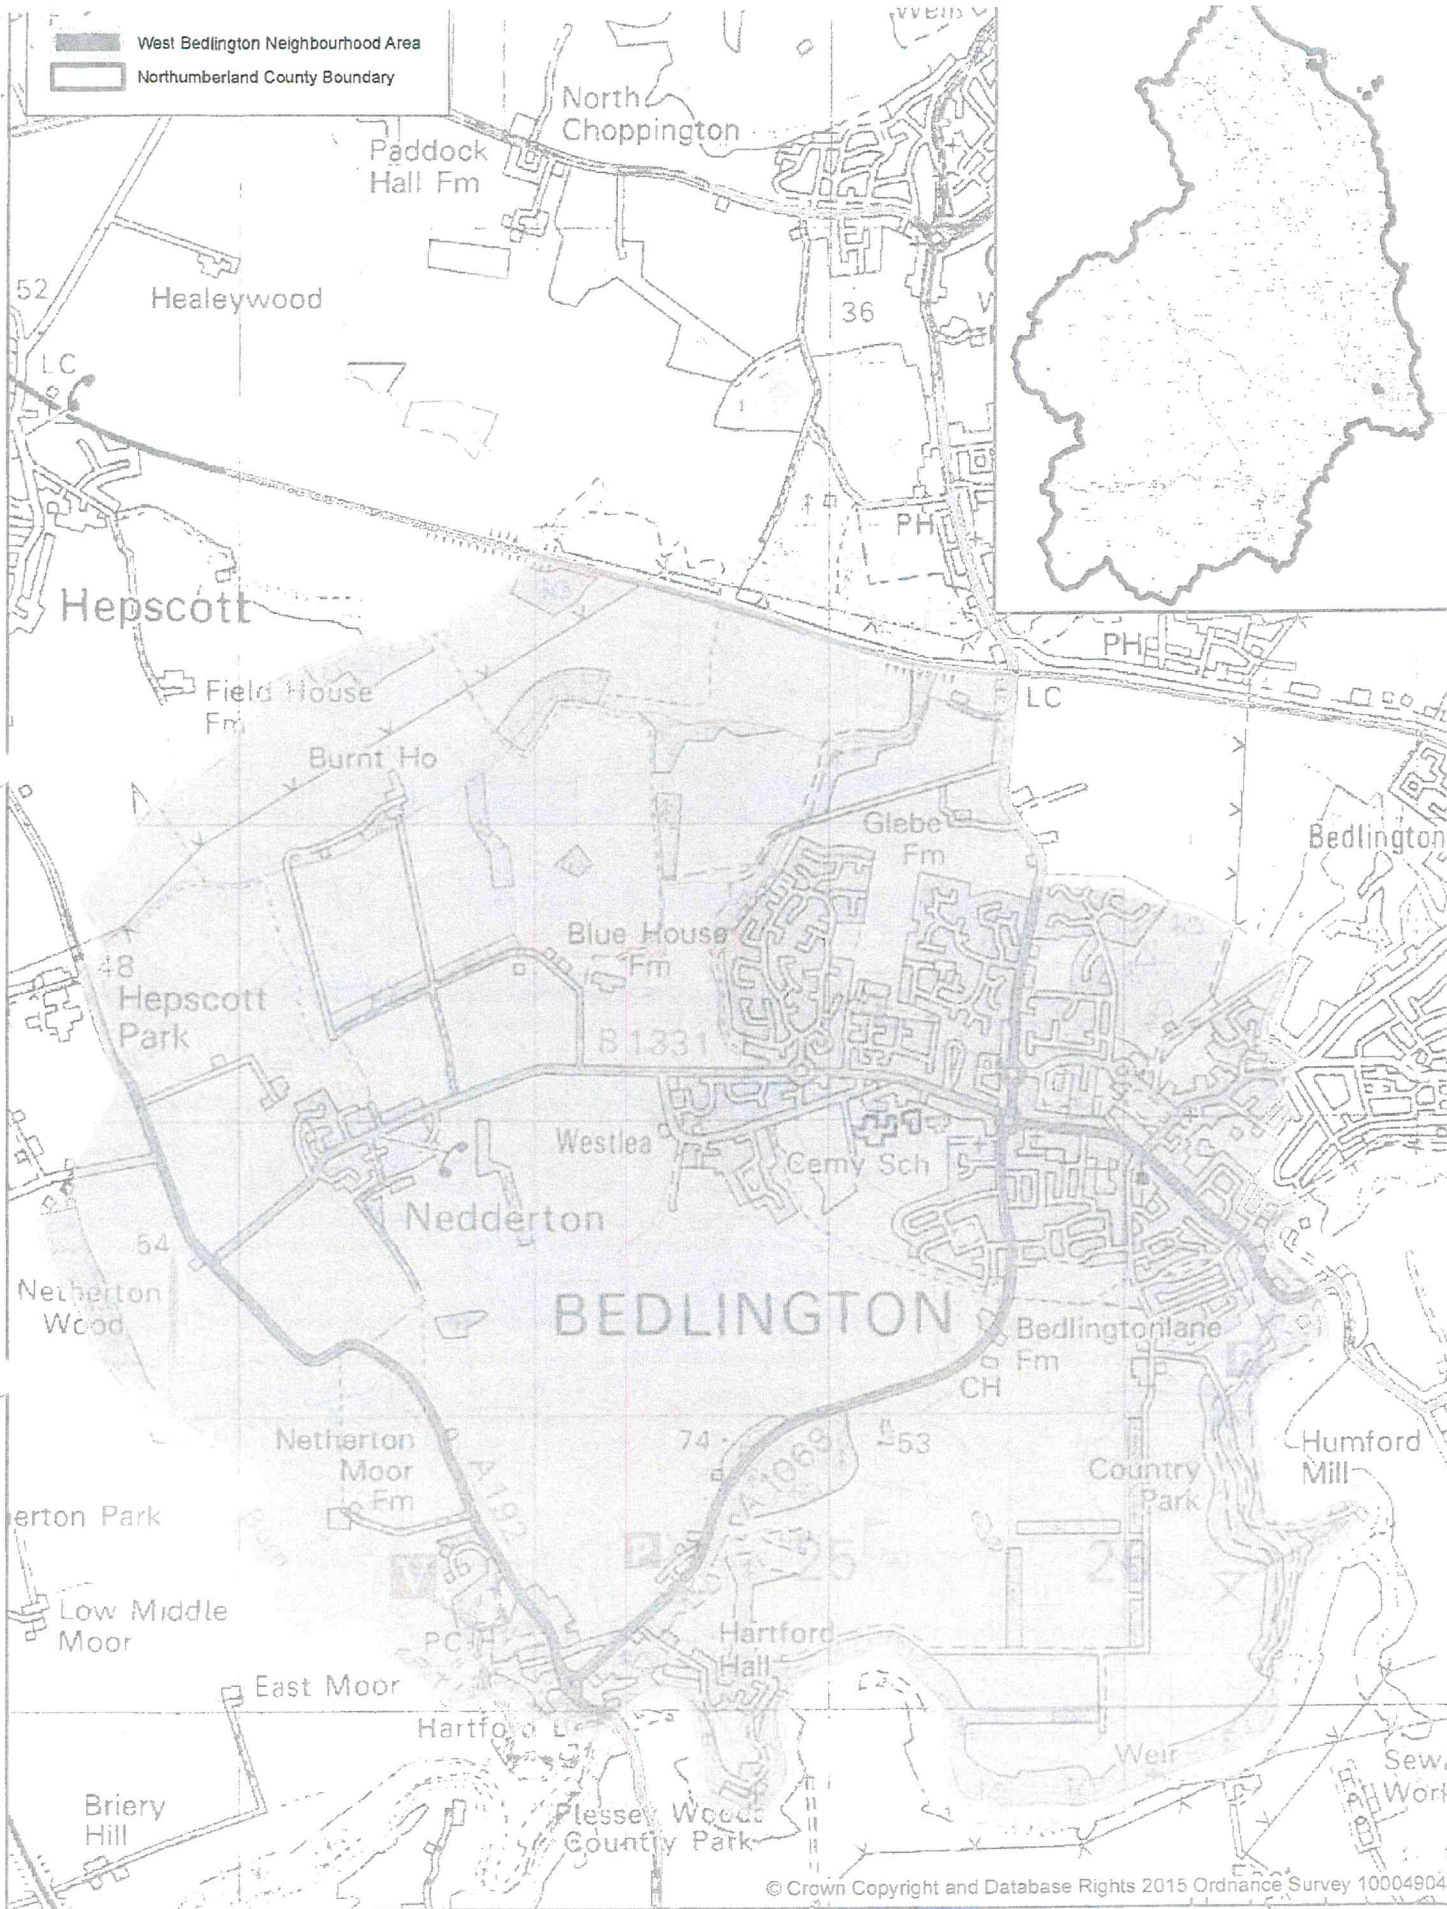 West Bedlington Neighbourhood Area
Northumberland County Boundary
North
Choppington
Paddock
Hall Fm
52
Healeywood
36
LC
PH
Hepscott
PH
LC
Field House
Fm
Burnt Ho
Glebe
Fm
Bedlington
Blue House
Fm
48
Hepscott
Park
B 1331
Westlea
Cemy Sch
Nedderton
54
Netherton
Wood
BEDLINGTON
Bedlingtonlane
Fm
CH
Netherton
Moor
Fm
74
53
A 1068
A 192
Country
Park
Humford
Mill
erton Park
Burn
P
V
25
Low Middle
Moor
PC H
Hartford
Hall
East Moor
Weir
Briery
Hill
Plessey Woods
Country Park
© Crown Copyright and Database Rights 2015 Ordnance Survey 10004904